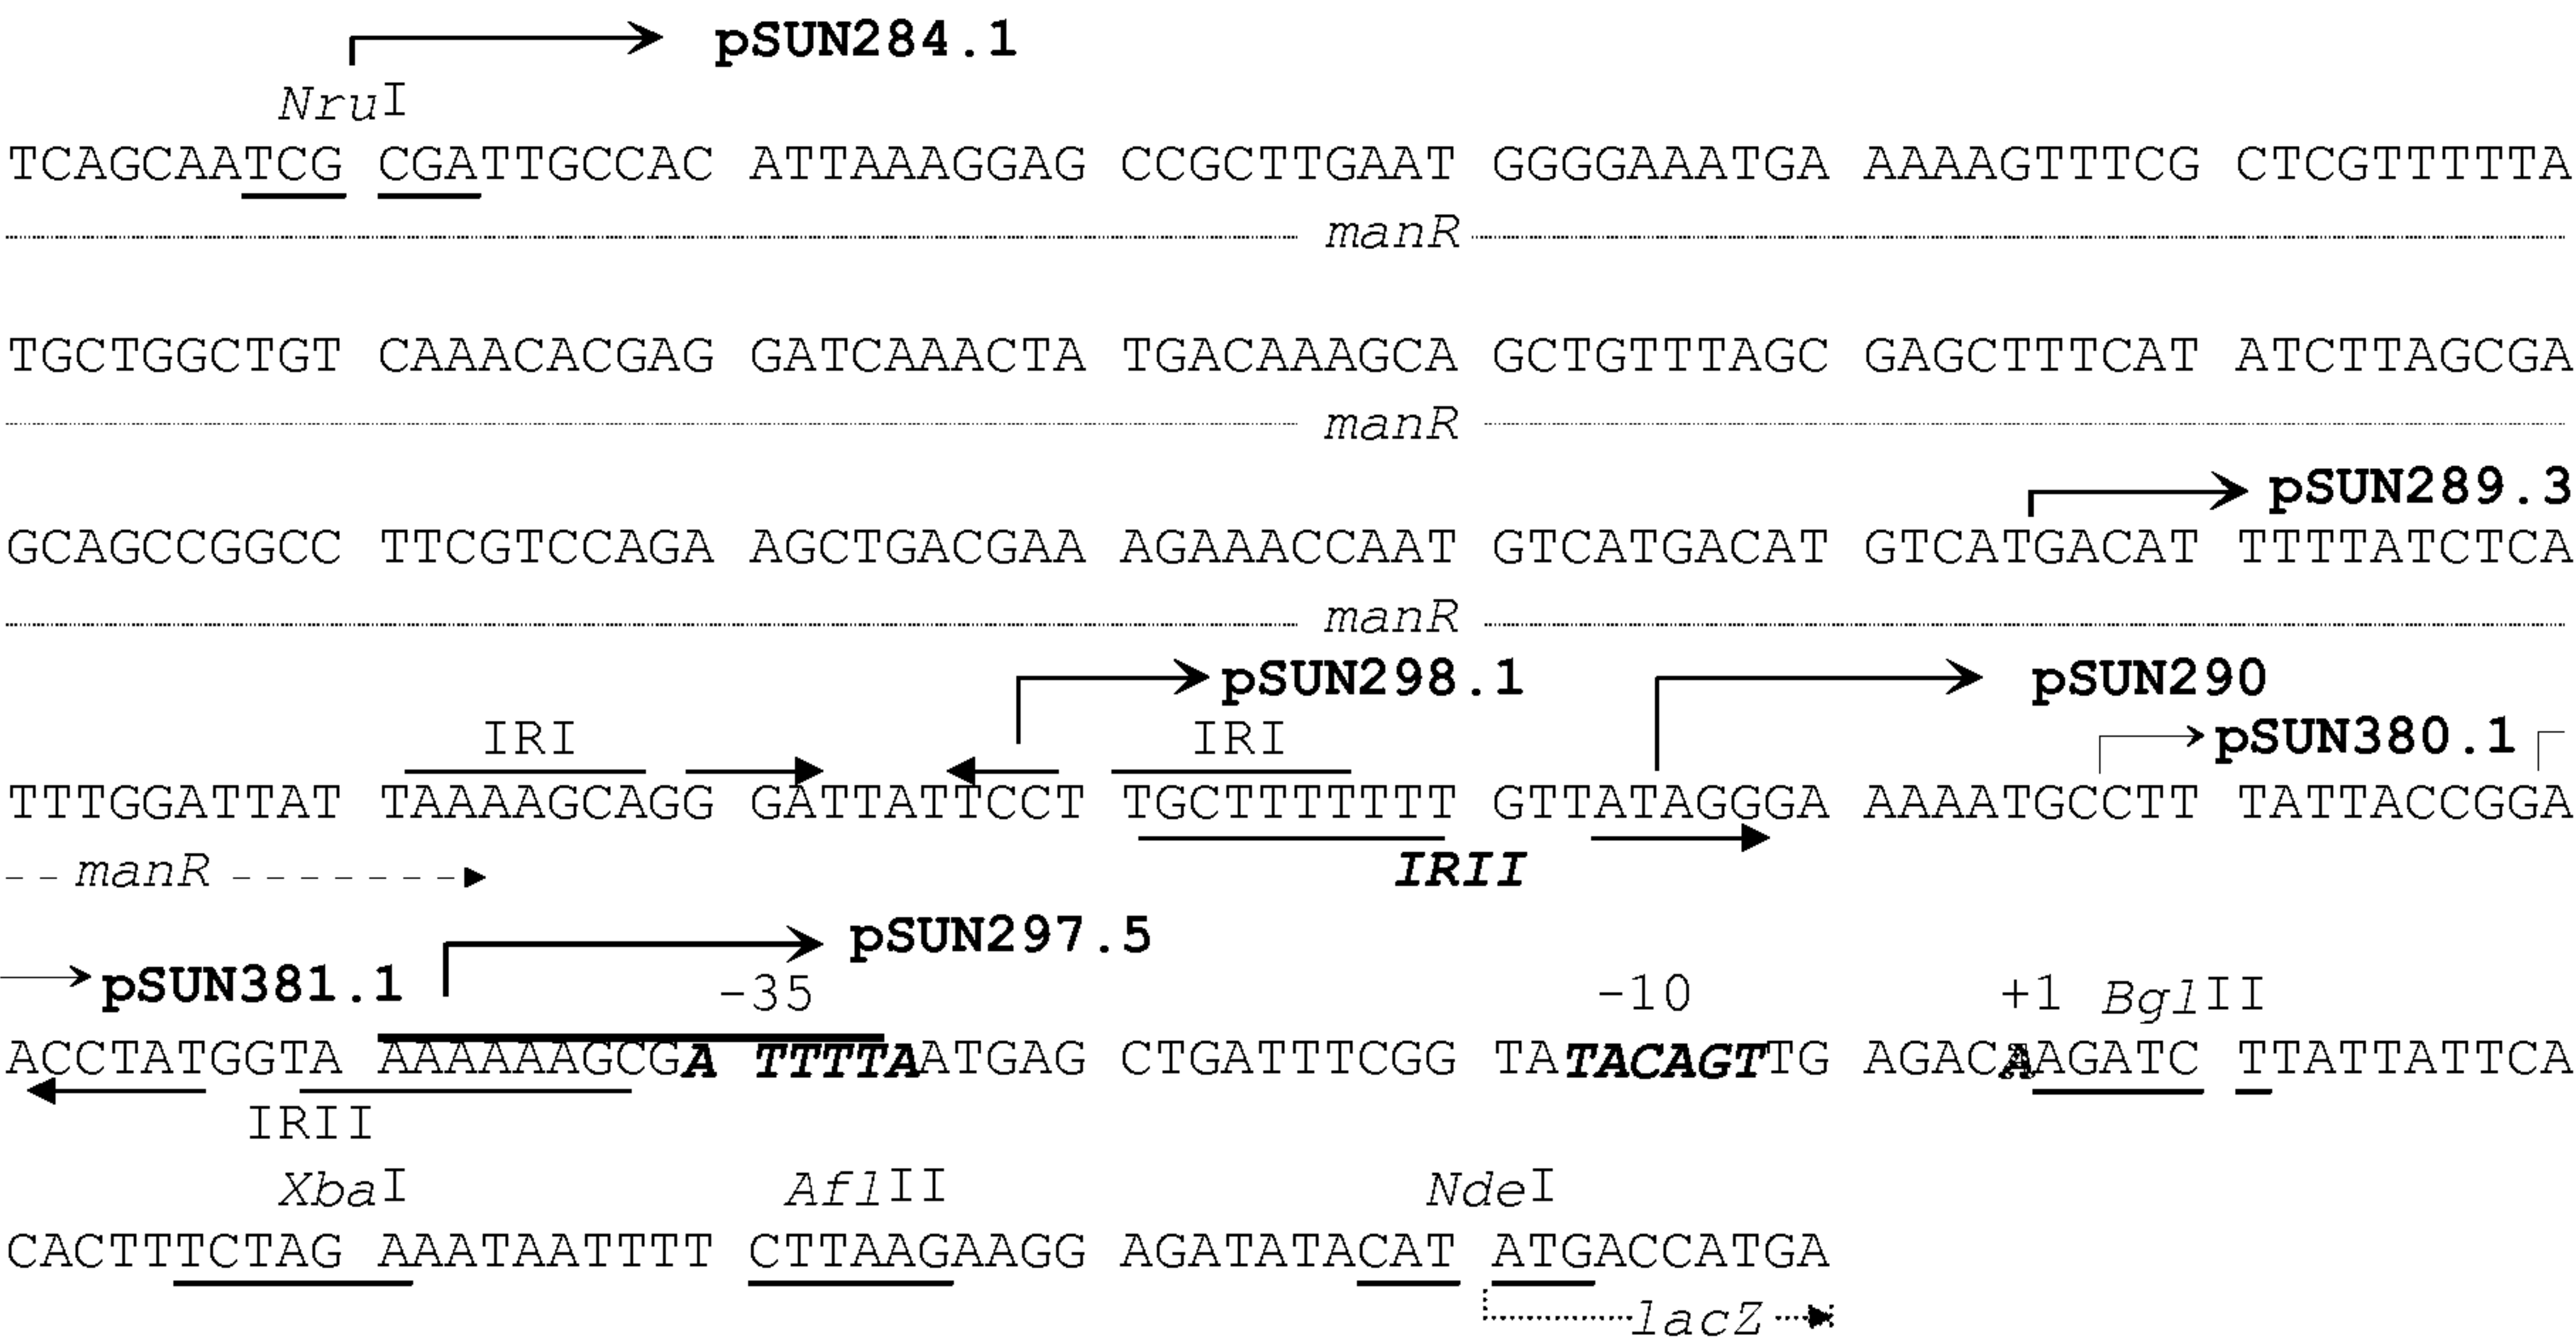 pSUN284.1
NruI
TCAGCAATCG CGATTGCCAC ATTAAAGGAG CCGCTTGAAT GGGGAAATGA AAAAGTTTCG CTCGTTTTTA
manR
TGCTGGCTGT CAAACACGAG GATCAAACTA TGACAAAGCA GCTGTTTAGC GAGCTTTCAT ATCTTAGCGA
manR
pSUN289.3
GCAGCCGGCC TTCGTCCAGA AGCTGACGAA AGAAACCAAT GTCATGACAT GTCATGACAT TTTTATCTCA
manR
pSUN298.1 pSUN290
IRI IRI pSUN380.1
TTTGGATTAT TAAAAGCAGG GATTATTCCT TGCTTTTTTT GTTATAGGGA AAAATGCCTT TATTACCGGA
manR IRII
pSUN297.5
pSUN381.1 -35 -10 +1 BglII
ACCTATGGTA AAAAAAGCGA TTTTAATGAG CTGATTTCGG TATACAGTTG AGACAAGATC TTATTATTCA
IRII
XbaI AflII NdeI
CACTTTCTAG AAATAATTTT CTTAAGAAGG AGATATACAT ATGACCATGA
lacZ